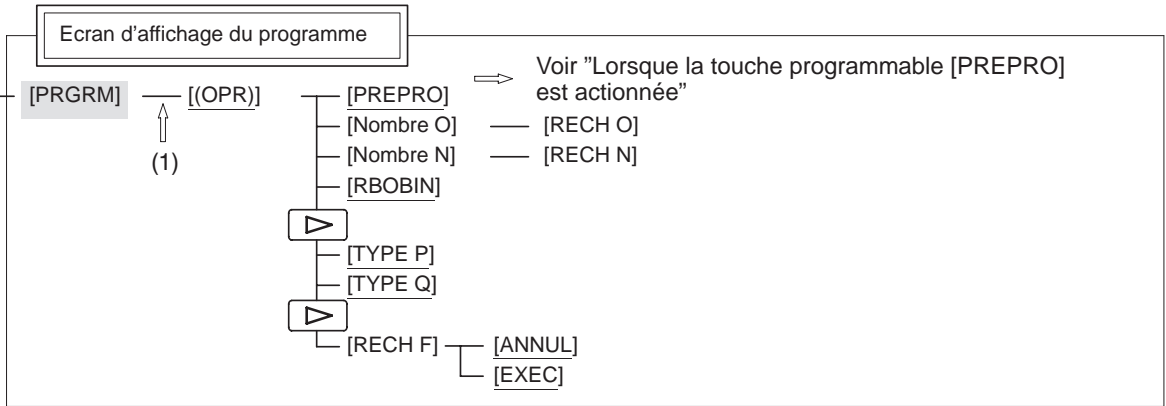 Ecran d'affichage du programme
Voir ”Lorsque la touche programmable [PREPRO]
est actionnée”
[PRGRM] [(OPR)] [PREPRO]
(1)
[Nombre O] [RECH O]
[Nombre N] [RECH N]
[RBOBIN]
[TYPE P]
[TYPE Q]
[RECH F] [ANNUL]
[EXEC]